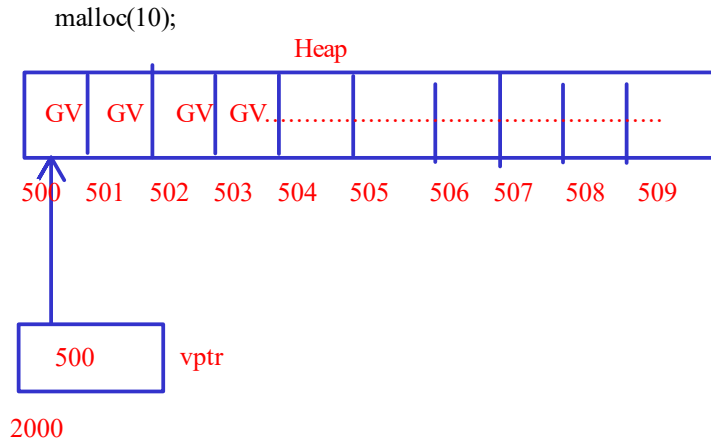 malloc(10);
Heap
GV GV GV GV..................................................
500 501 502 503 504 505 506 507 508 509
500 vptr
2000